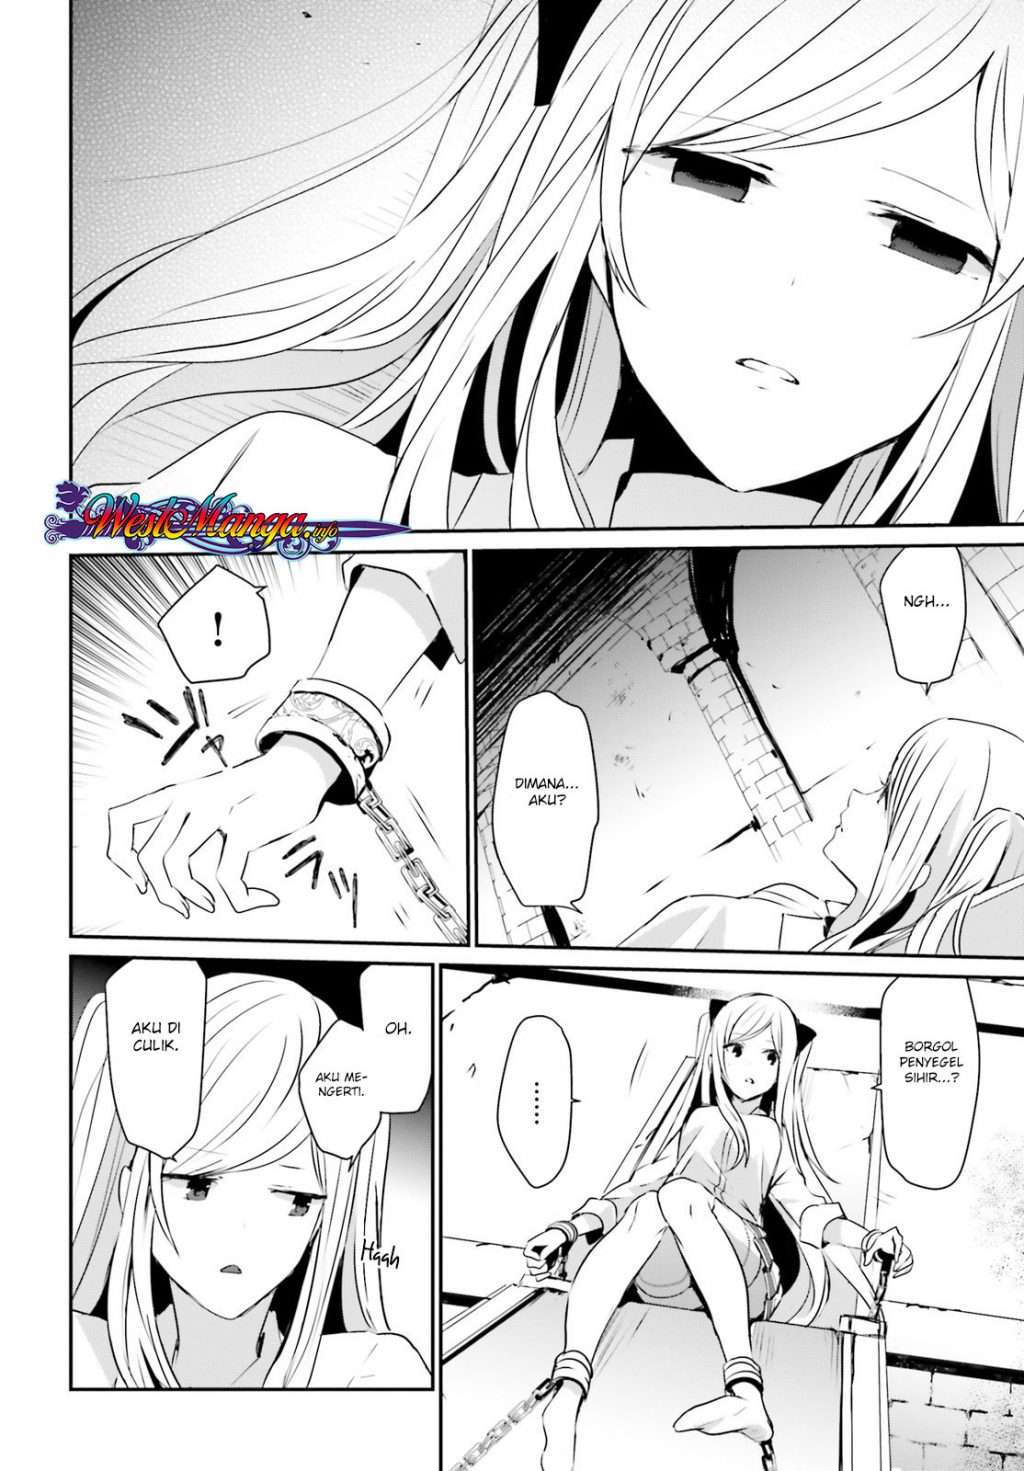 WestManga.info
NGH...
DIMANA...
AKU?
!
BORGOL
PENYEGEL
SIHIR...?
......
OH.
AKU ME-
NGERTI.
AKU DI
CULIK.
Haah